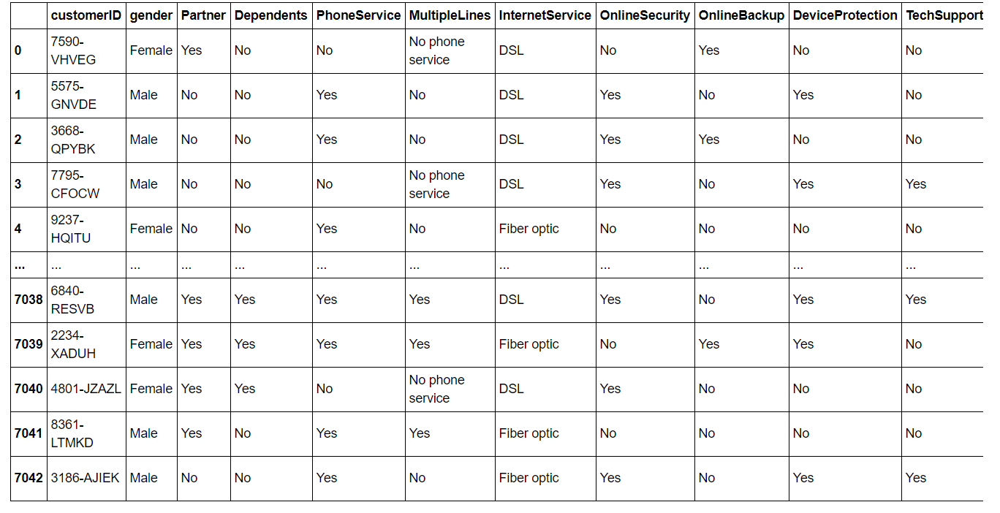 customerID gender Partner Dependents PhoneService MultipleLines InternetService OnlineSecurity OnlineBackup DeviceProtection TechSupport
0 7590-VHVEG Female Yes No No No phone service DSL No Yes No No
1 5575-GNVDE Male No No Yes No DSL Yes No Yes No
2 3668-QPYBK Male No No Yes No DSL Yes Yes No No
3 7795-CFOCW Male No No No No phone service DSL Yes No Yes Yes
4 9237-HQITU Female No No Yes No Fiber optic No No No No
... ... ... ... ... ... ... ... ... ... ... ...
7038 6840-RESVB Male Yes Yes Yes Yes DSL Yes No Yes Yes
7039 2234-XADUH Female Yes Yes Yes Yes Fiber optic No Yes Yes No
7040 4801-JZAZL Female Yes Yes No No phone service DSL Yes No No No
7041 8361-LTMKD Male Yes No Yes Yes Fiber optic No No No No
7042 3186-AJIEK Male No No Yes No Fiber optic Yes No Yes Yes